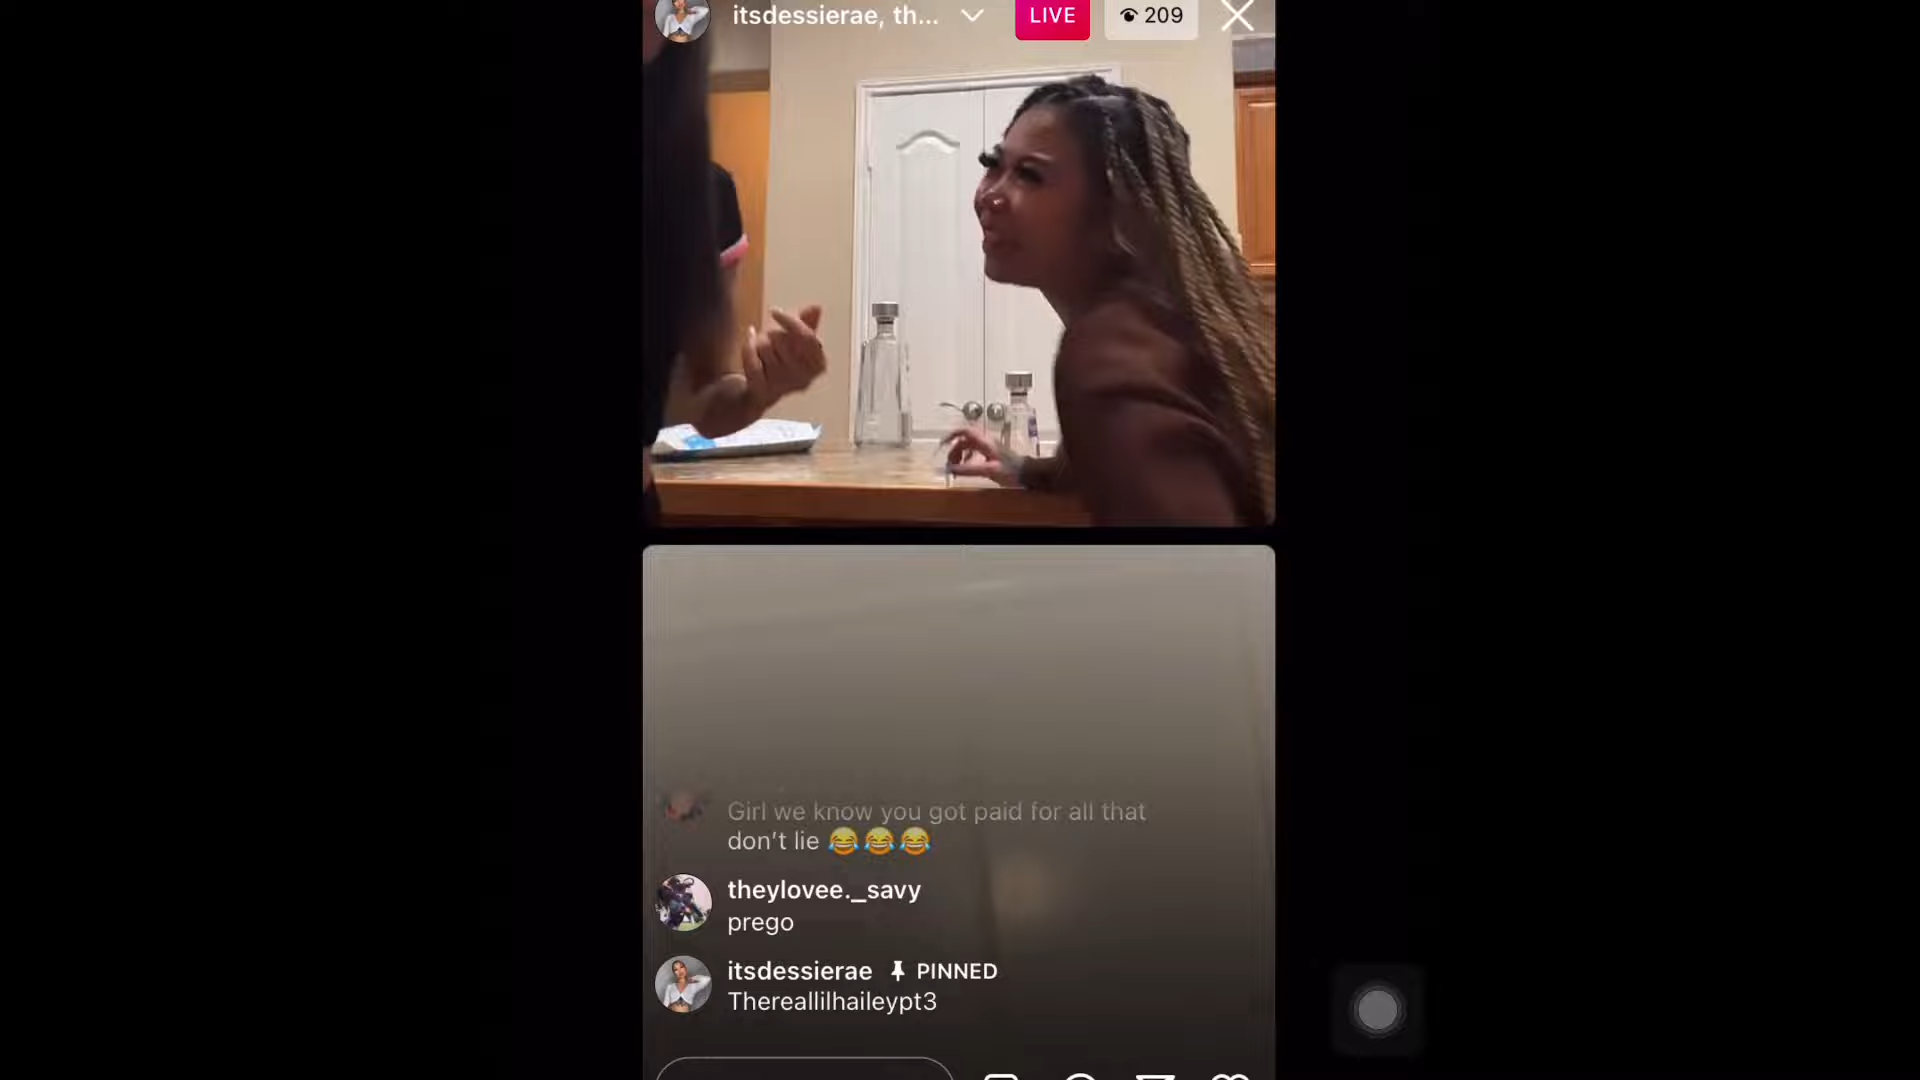 itsdessierae, th...
LIVE
209
Girl we know you got paid for all that
don't lie 😂😂😂
theylovee._savy
prego
itsdessierae PINNED
Thereallilhaileypt3